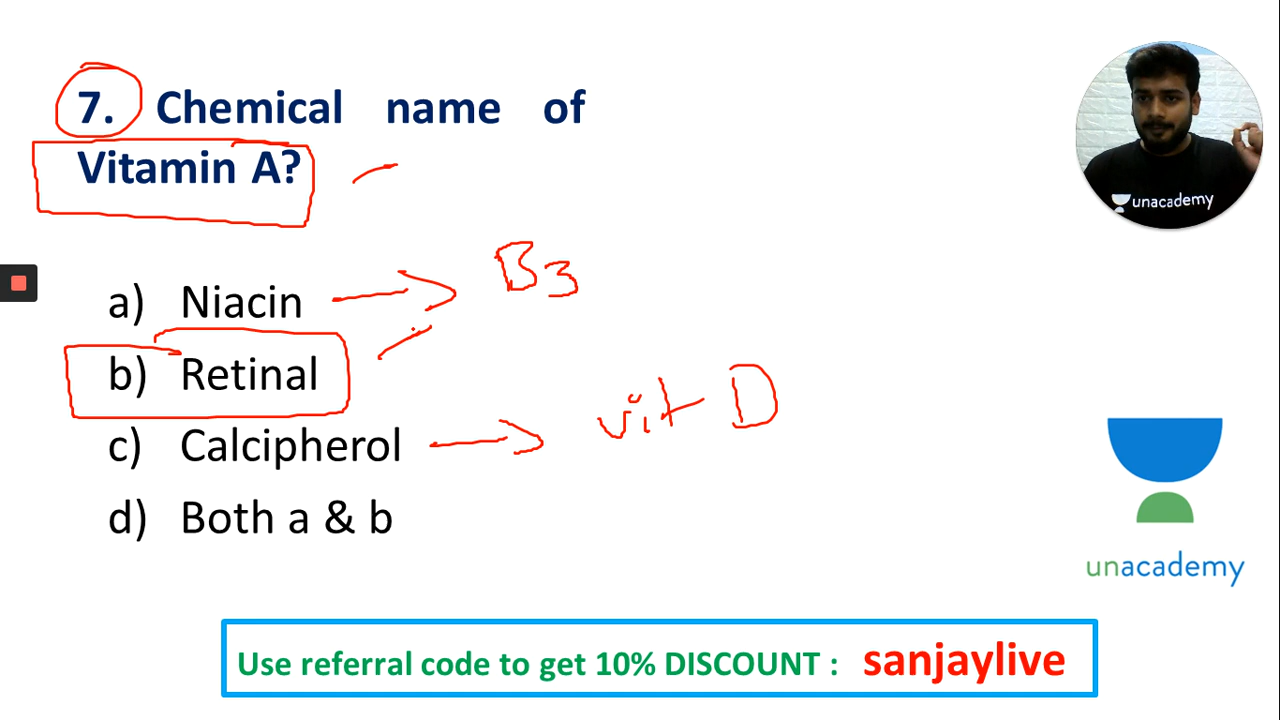 7. Chemical name of
Vitamin A?
a) Niacin
B3
b) Retinal
c) Calcipherol
vit D
d) Both a & b
unacademy
unacademy
Use referral code to get 10% DISCOUNT : sanjaylive